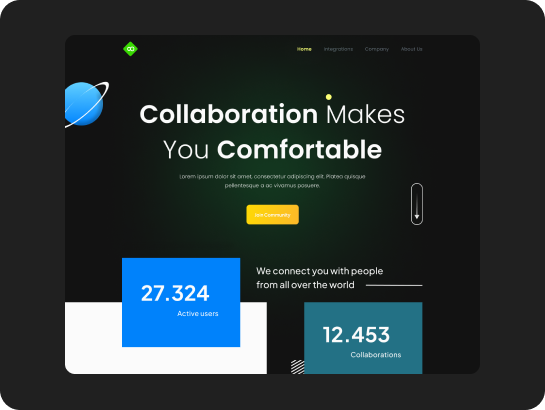 Home Integrations Company About Us
Collaboration Makes
You Comfortable
Lorem ipsum dolor sit amet, consectetur adipiscing elit. Platea quisque
pellentesque a ac vivamus posuere.
Join Community
We connect you with people
from all over the world
27.324
Active users
12.453
Collaborations